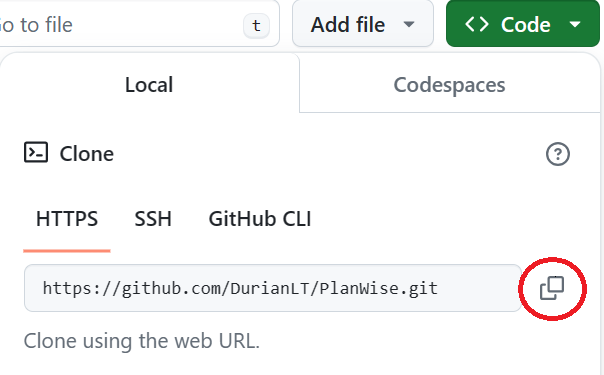 o to file
t
Add file
<> Code
Local
Codespaces
Clone
HTTPS
SSH
GitHub CLI
https://github.com/DurianLT/PlanWise.git
Clone using the web URL.